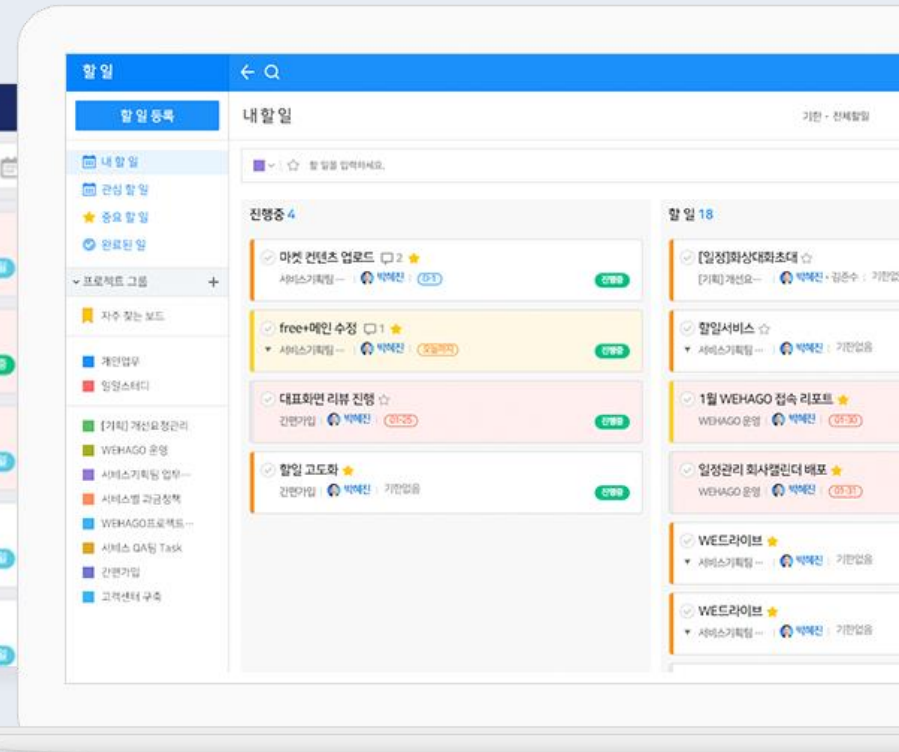 할 일
할 일 등록
내 할 일
관심 할 일
중요 할 일
완료된 일
프로젝트 그룹 +
자주 찾는 보드
개인업무
일일스터디
[기획] 개선요청관리
WEHAGO 운영
서비스기획팀 업무…
서비스별 과금정책
WEHAGO프로젝트…
서비스 QA팀 Task
간편가입
고객센터 구축
내 할 일
기한 - 전체할일
할 일을 입력하세요.
진행중 4
마켓 컨텐츠 업로드 2
서비스기획팀 … 박혜진 D-1
진행중
free+메인 수정 1
서비스기획팀 … 박혜진 오늘까지
진행중
대표화면 리뷰 진행
간편가입 박혜진 01-25
진행중
할일 고도화
간편가입 박혜진 기한없음
진행중
할 일 18
[일정]화상대화초대
[기획] 개선요… 박혜진 - 김준수 기한없
할일서비스
서비스기획팀 … 박혜진 기한없음
1월 WEHAGO 접속 리포트
WEHAGO 운영 박혜진 01-30
일정관리 회사캘린더 배포
WEHAGO 운영 박혜진 01-31
WE드라이브
서비스기획팀 … 박혜진 기한없음
WE드라이브
서비스기획팀 … 박혜진 기한없음